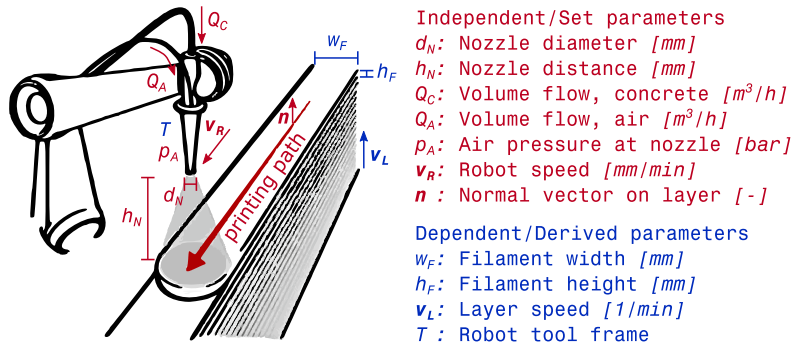 Q_C
w_F
h_F
Q_A
n
T
v_R
p_A
v_L
d_N
h_N
printing path
Independent/Set parameters
d_N: Nozzle diameter [mm]
h_N: Nozzle distance [mm]
Q_C: Volume flow, concrete [m³/h]
Q_A: Volume flow, air [m³/h]
p_A: Air pressure at nozzle [bar]
v_R: Robot speed [mm/min]
n : Normal vector on layer [-]
Dependent/Derived parameters
w_F: Filament width [mm]
h_F: Filament height [mm]
v_L: Layer speed [1/min]
T : Robot tool frame